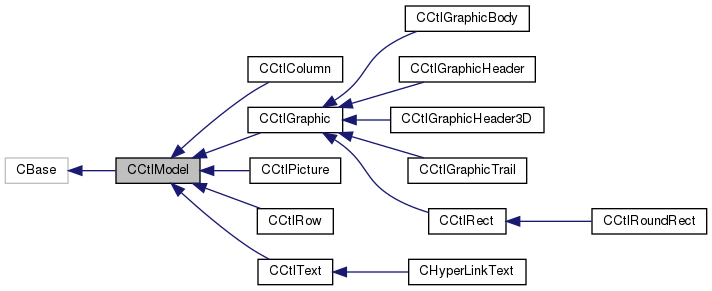 CCtlGraphicBody
CCtlColumn
CCtlGraphicHeader
CCtlGraphic
CCtlGraphicHeader3D
CBase
CCtlModel
CCtlPicture
CCtlGraphicTrail
CCtlRow
CCtlRect
CCtlRoundRect
CCtlText
CHyperLinkText